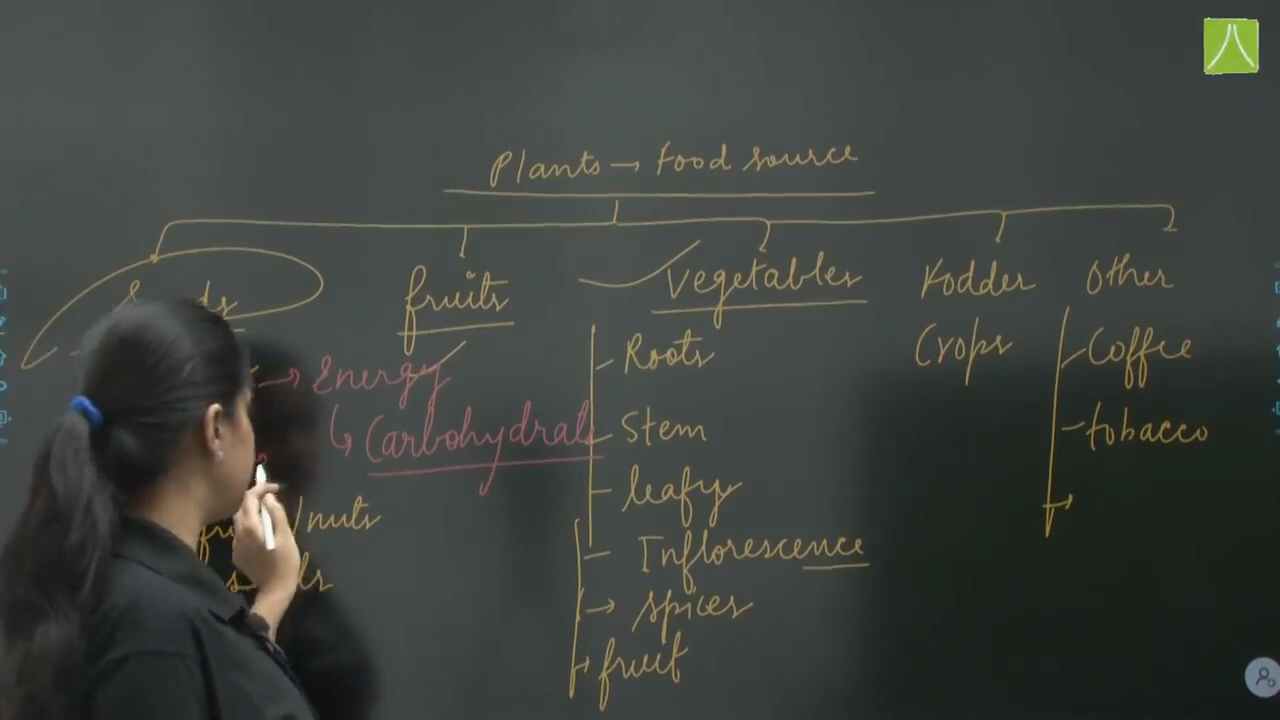 Plants → Food source
fruits
Vegetables
Fodder
Crops
Other
→ Energy
↳ Carbohydrate
/nuts
Roots
Stem
leafy
Inflorescence
→ spices
fruit
Coffee
tobacco